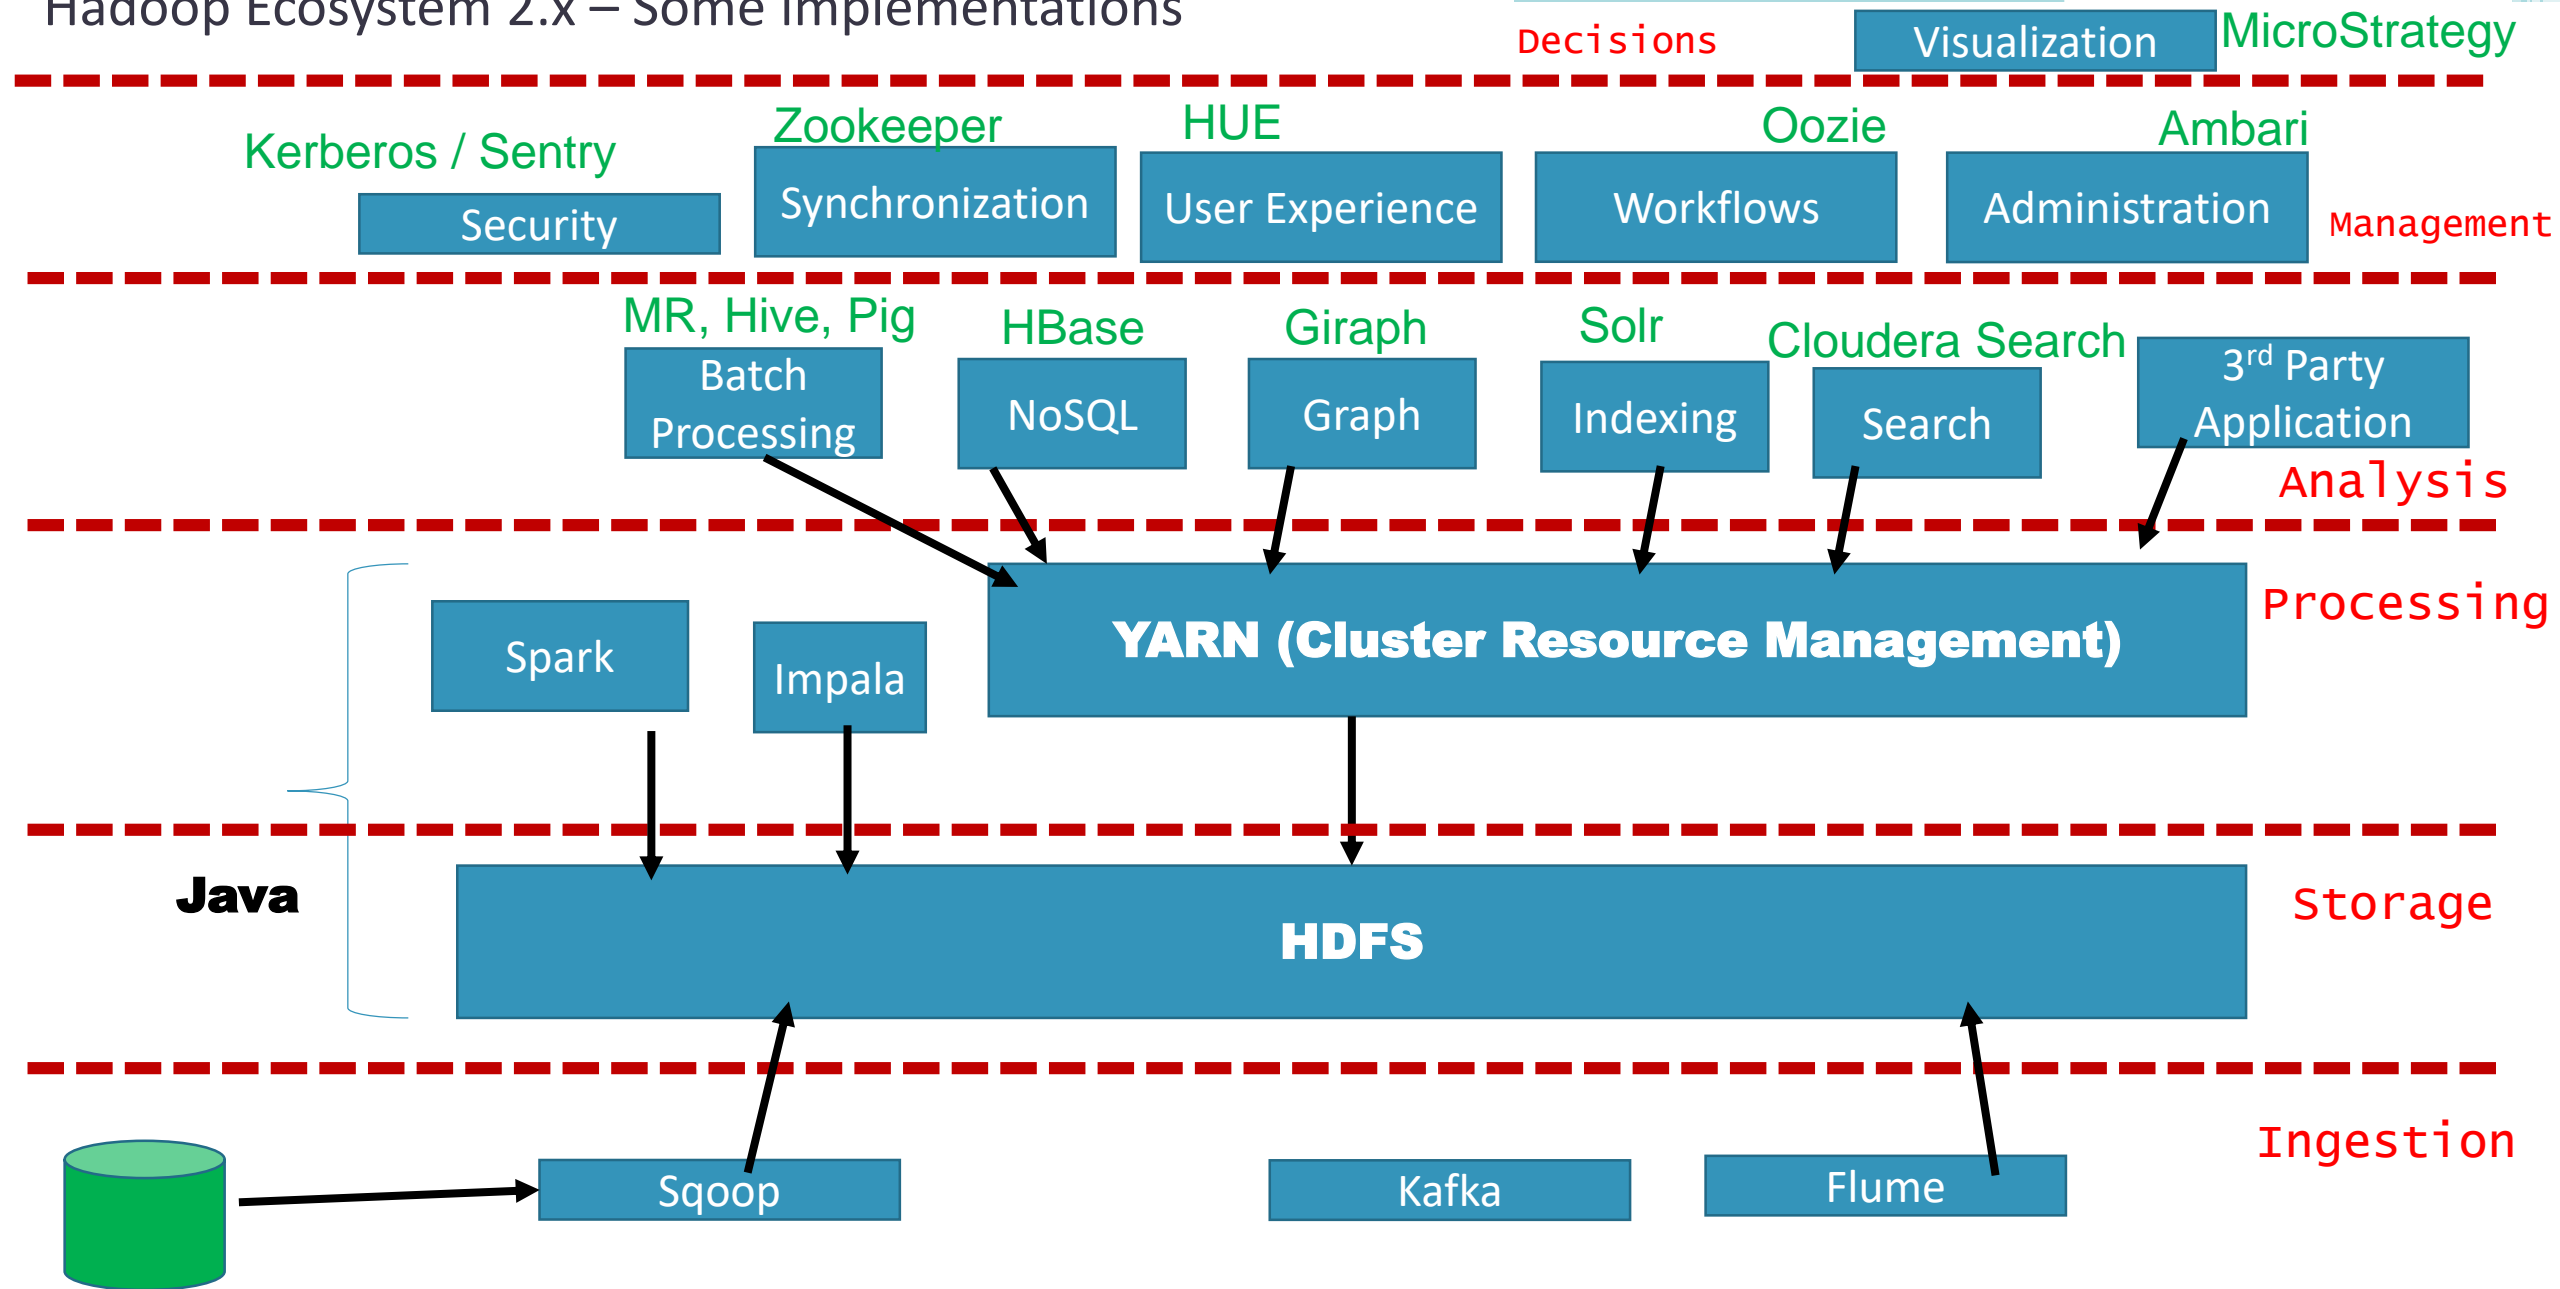 Hadoop Ecosystem 2.x – Some Implementations
Decisions
Visualization
MicroStrategy
Kerberos / Sentry
Zookeeper
HUE
Oozie
Ambari
Security
Synchronization
User Experience
Workflows
Administration
Management
MR, Hive, Pig
HBase
Giraph
Solr
Cloudera Search
Batch
Processing
NoSQL
Graph
Indexing
Search
3rd Party
Application
Analysis
Processing
Spark
Impala
YARN (Cluster Resource Management)
Java
HDFS
Storage
Ingestion
Sqoop
Kafka
Flume